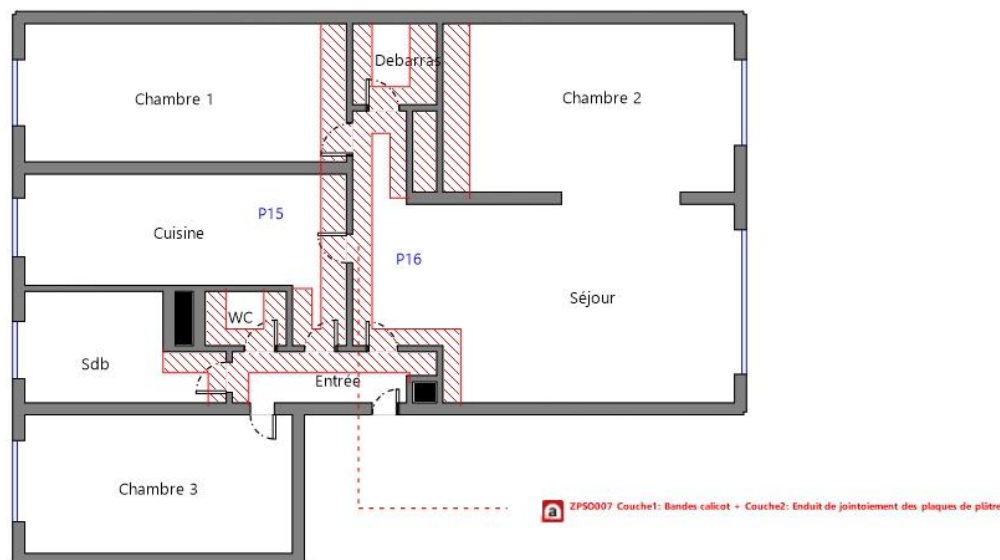 Debarras
Chambre 1
Chambre 2
P15
Cuisine
P16
Séjour
WC
Sdb
Entrée
Chambre 3
a ZPSO007 Couche1: Bandes calicot + Couche2: Enduit de jointoiement des plaques de plâtre